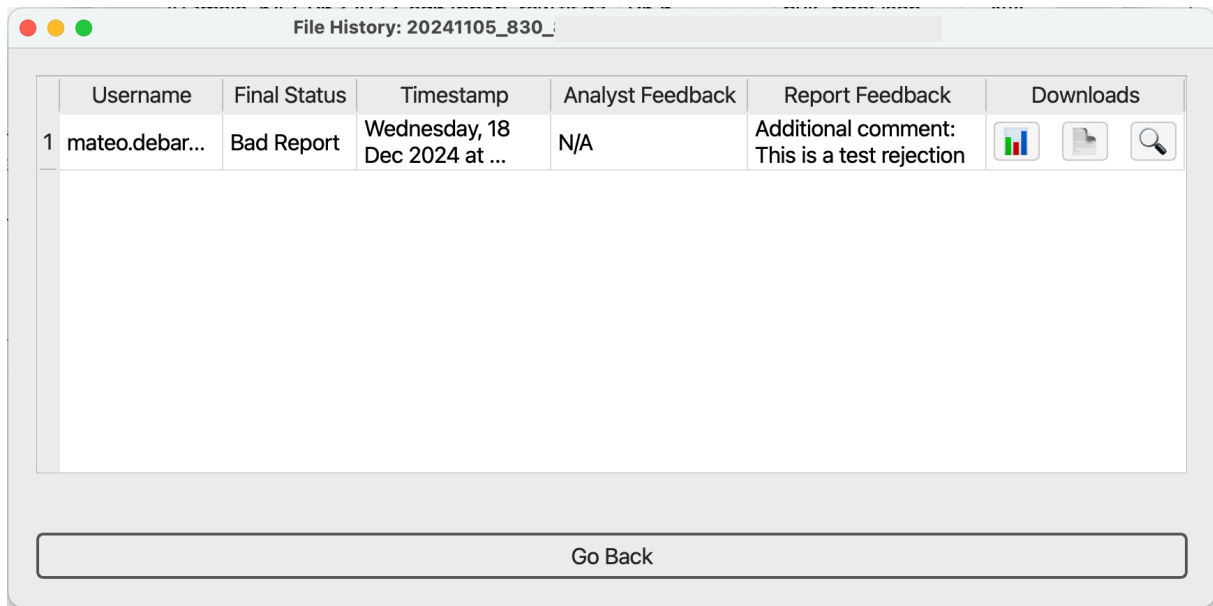 File History: 20241105_830_
Username Final Status Timestamp Analyst Feedback Report Feedback Downloads
1 mateo.debar... Bad Report Wednesday, 18 N/A Additional comment:
Dec 2024 at ... This is a test rejection
Go Back